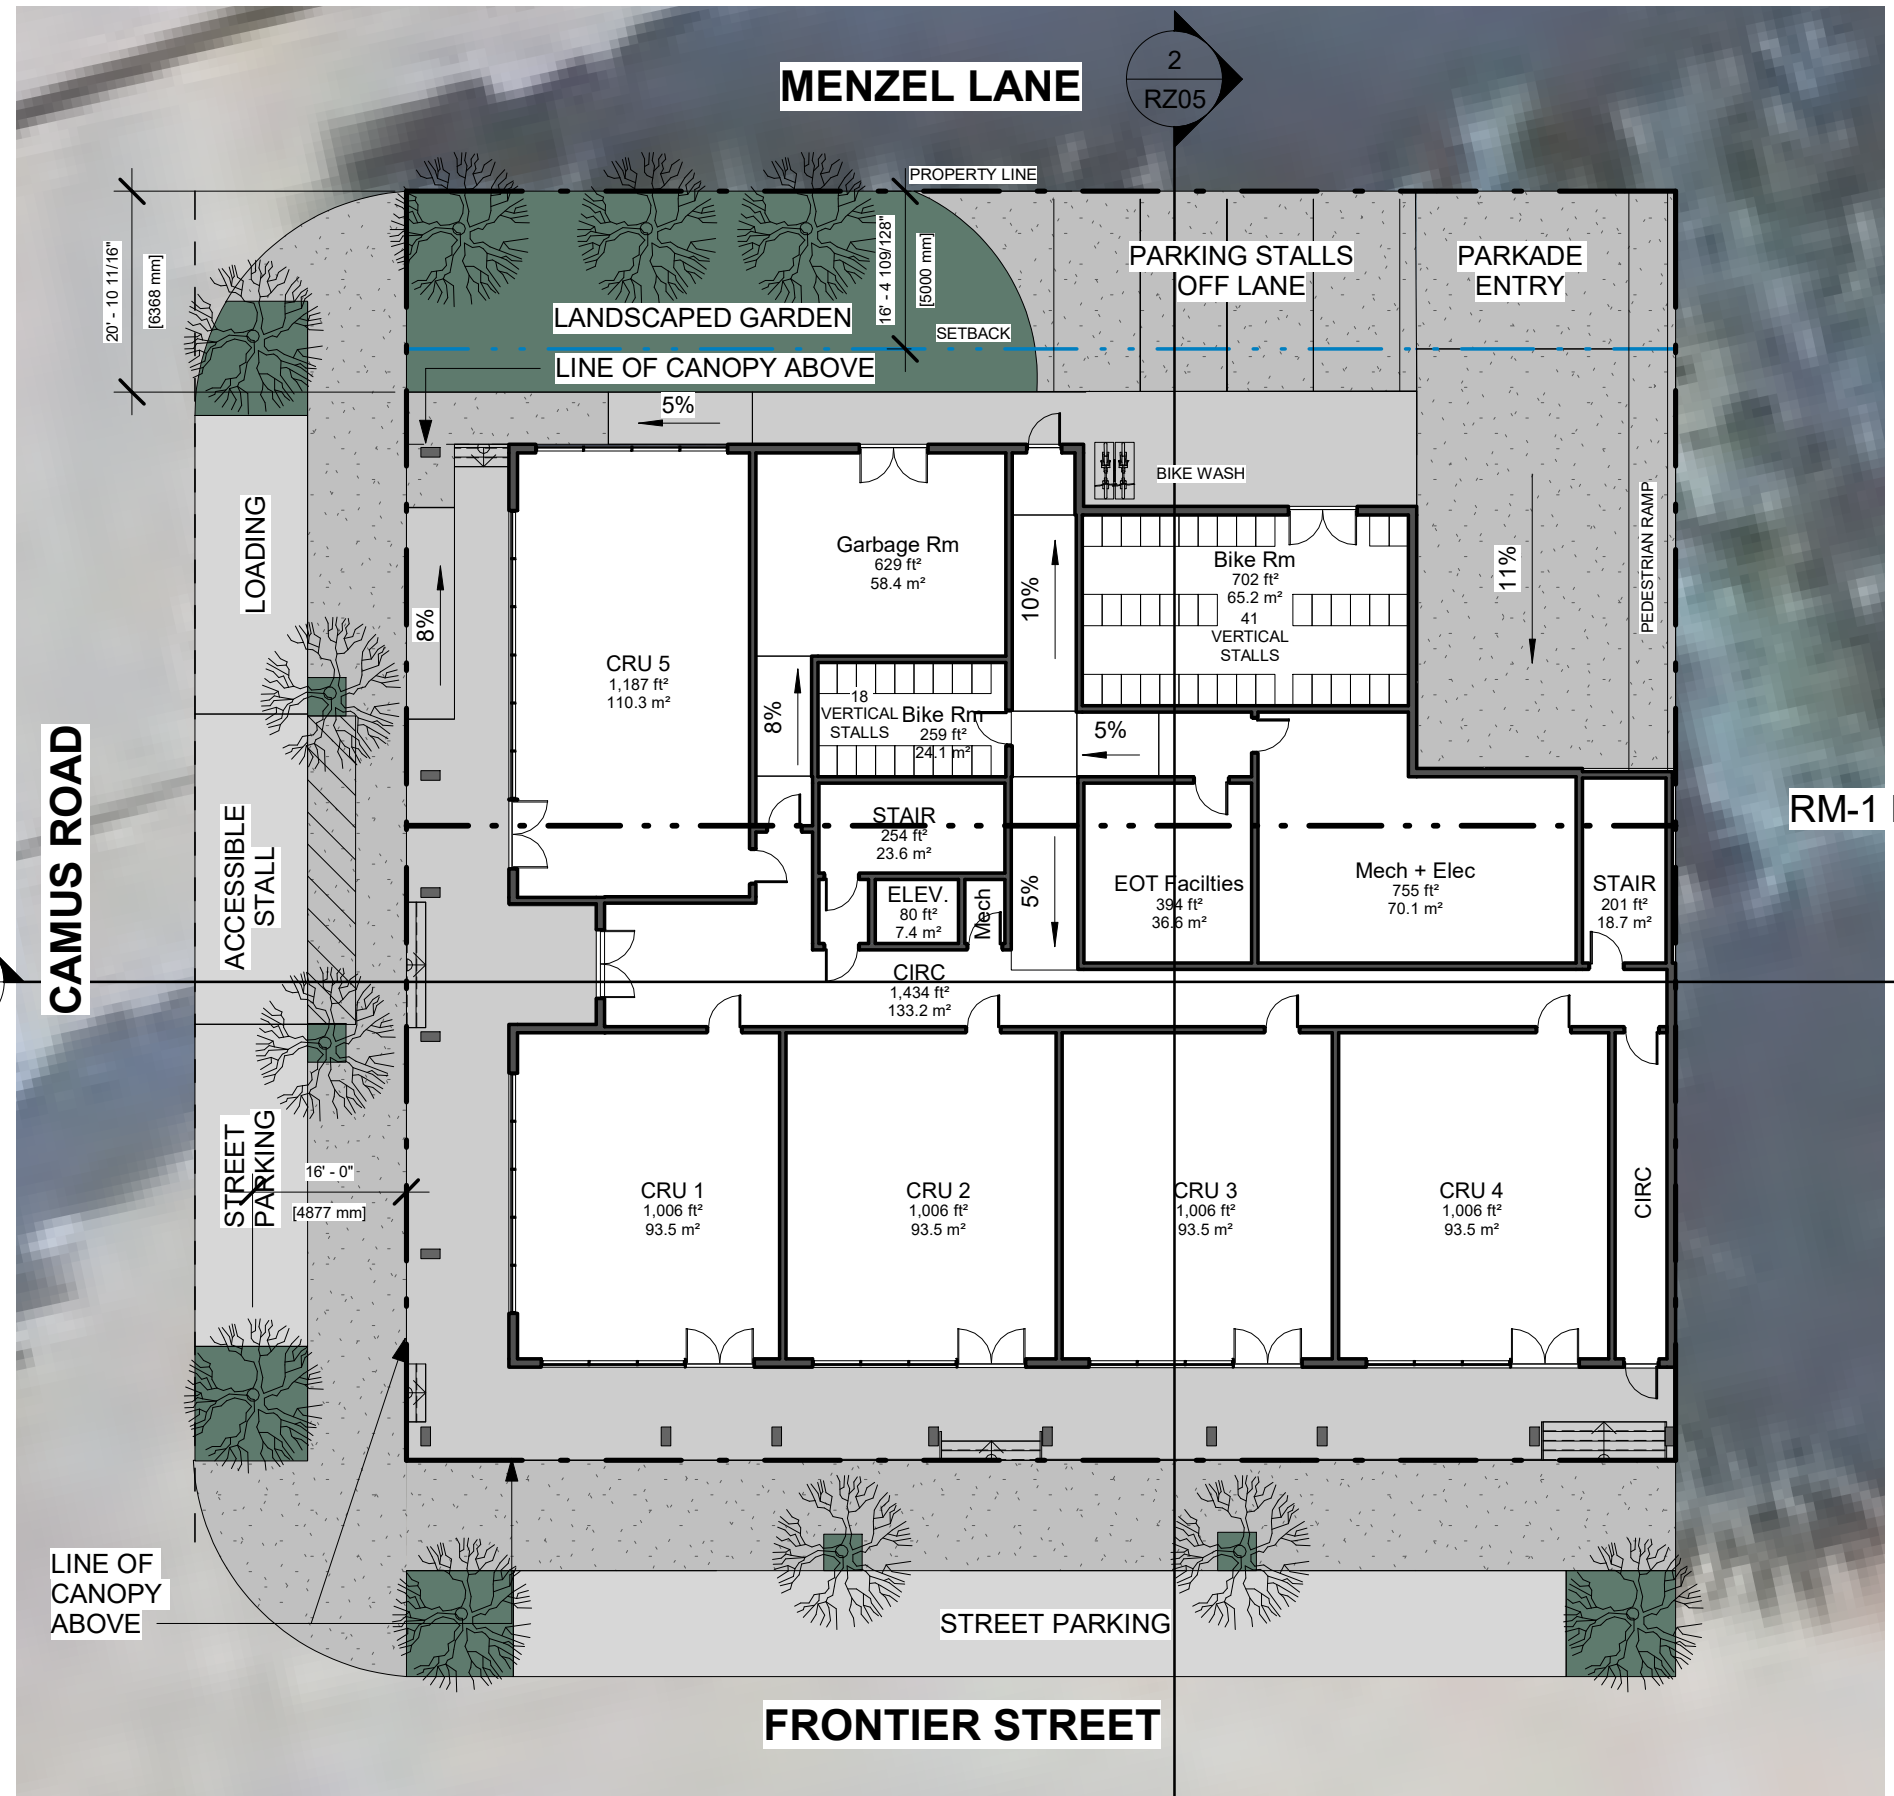 MENZEL LANE
2
RZ05
PROPERTY LINE
20' - 10 11/16"
[6368 mm]
16' - 4 109/128"
[5000 mm]
PARKING STALLS
OFF LANE
PARKADE
ENTRY
LANDSCAPED GARDEN
SETBACK
LINE OF CANOPY ABOVE
5%
BIKE WASH
LOADING
8%
Garbage Rm
629 ft²
58.4 m²
10%
Bike Rm
702 ft²
65.2 m²
41
VERTICAL
STALLS
11%
PEDESTRIAN RAMP
CRU 5
1,187 ft²
110.3 m²
8%
18
VERTICAL
STALLS
Bike Rm
259 ft²
24.1 m²
5%
CAMUS ROAD
ACCESSIBLE
STALL
STAIR
254 ft²
23.6 m²
RM-1
ELEV.
80 ft²
7.4 m²
Mech
5%
EOT Facilties
394 ft²
36.6 m²
Mech + Elec
755 ft²
70.1 m²
STAIR
201 ft²
18.7 m²
CIRC
1,434 ft²
133.2 m²
STREET
PARKING
16' - 0"
[4877 mm]
CRU 1
1,006 ft²
93.5 m²
CRU 2
1,006 ft²
93.5 m²
CRU 3
1,006 ft²
93.5 m²
CRU 4
1,006 ft²
93.5 m²
CIRC
LINE OF
CANOPY
ABOVE
STREET PARKING
FRONTIER STREET